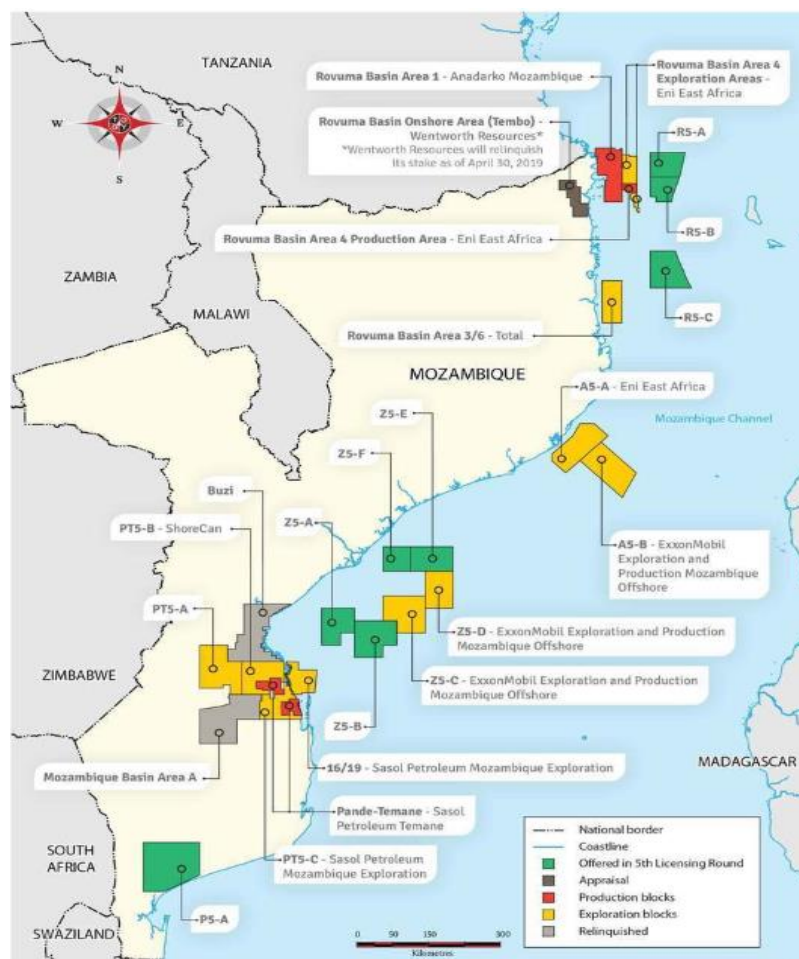 TANZANIA
Rovuma Basin Area 1 - Anadarko Mozambique
Rovuma Basin Area 4
Exploration Areas -
Eni East Africa
N
W
E
S
Rovuma Basin Onshore Area (Tembo) -
Wentworth Resources*
*Wentworth Resources will relinquish
its stake as of April 30, 2019
R5-A
Rovuma Basin Area 4 Production Area - Eni East Africa
R5-B
ZAMBIA
MALAWI
R5-C
Rovuma Basin Area 3/6 - Total
MOZAMBIQUE
A5-A - Eni East Africa
Z5-E
Mozambique Channel
Z5-F
Buzi
Z5-A
PT5-B - ShoreCan
A5-B - ExxonMobil
Exploration and
Production Mozambique
Offshore
PT5-A
Z5-D - ExxonMobil Exploration and Production
Mozambique Offshore
ZIMBABWE
Z5-C - ExxonMobil Exploration and Production
Mozambique Offshore
Z5-B
MADAGASCAR
16/19 - Sasol Petroleum Mozambique Exploration
Mozambique Basin Area A
Pande-Temane - Sasol
Petroleum Temane
PT5-C - Sasol Petroleum
Mozambique Exploration
SOUTH
AFRICA
P5-A
SWAZILAND
National border
Coastline
Offered in 5th Licensing Round
Appraisal
Production blocks
Exploration blocks
Relinquished
0 50 90 180 300
Kilometres